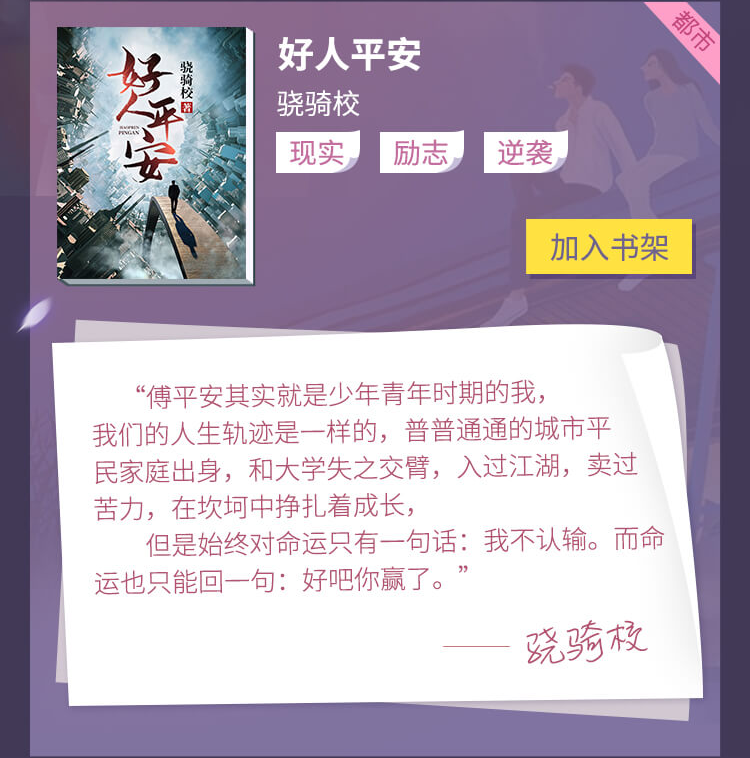 都市
好人平安
骁骑校 著
HAOREN
PINGAN
好人平安
骁骑校
现实 励志 逆袭
加入书架
“傅平安其实就是少年青年时期的我，
我们的人生轨迹是一样的，普普通通的城市平
民家庭出身，和大学失之交臂，入过江湖，卖过
苦力，在坎坷中挣扎着成长，
但是始终对命运只有一句话：我不认输。而命
运也只能回一句：好吧你赢了。”
—— 骁骑校